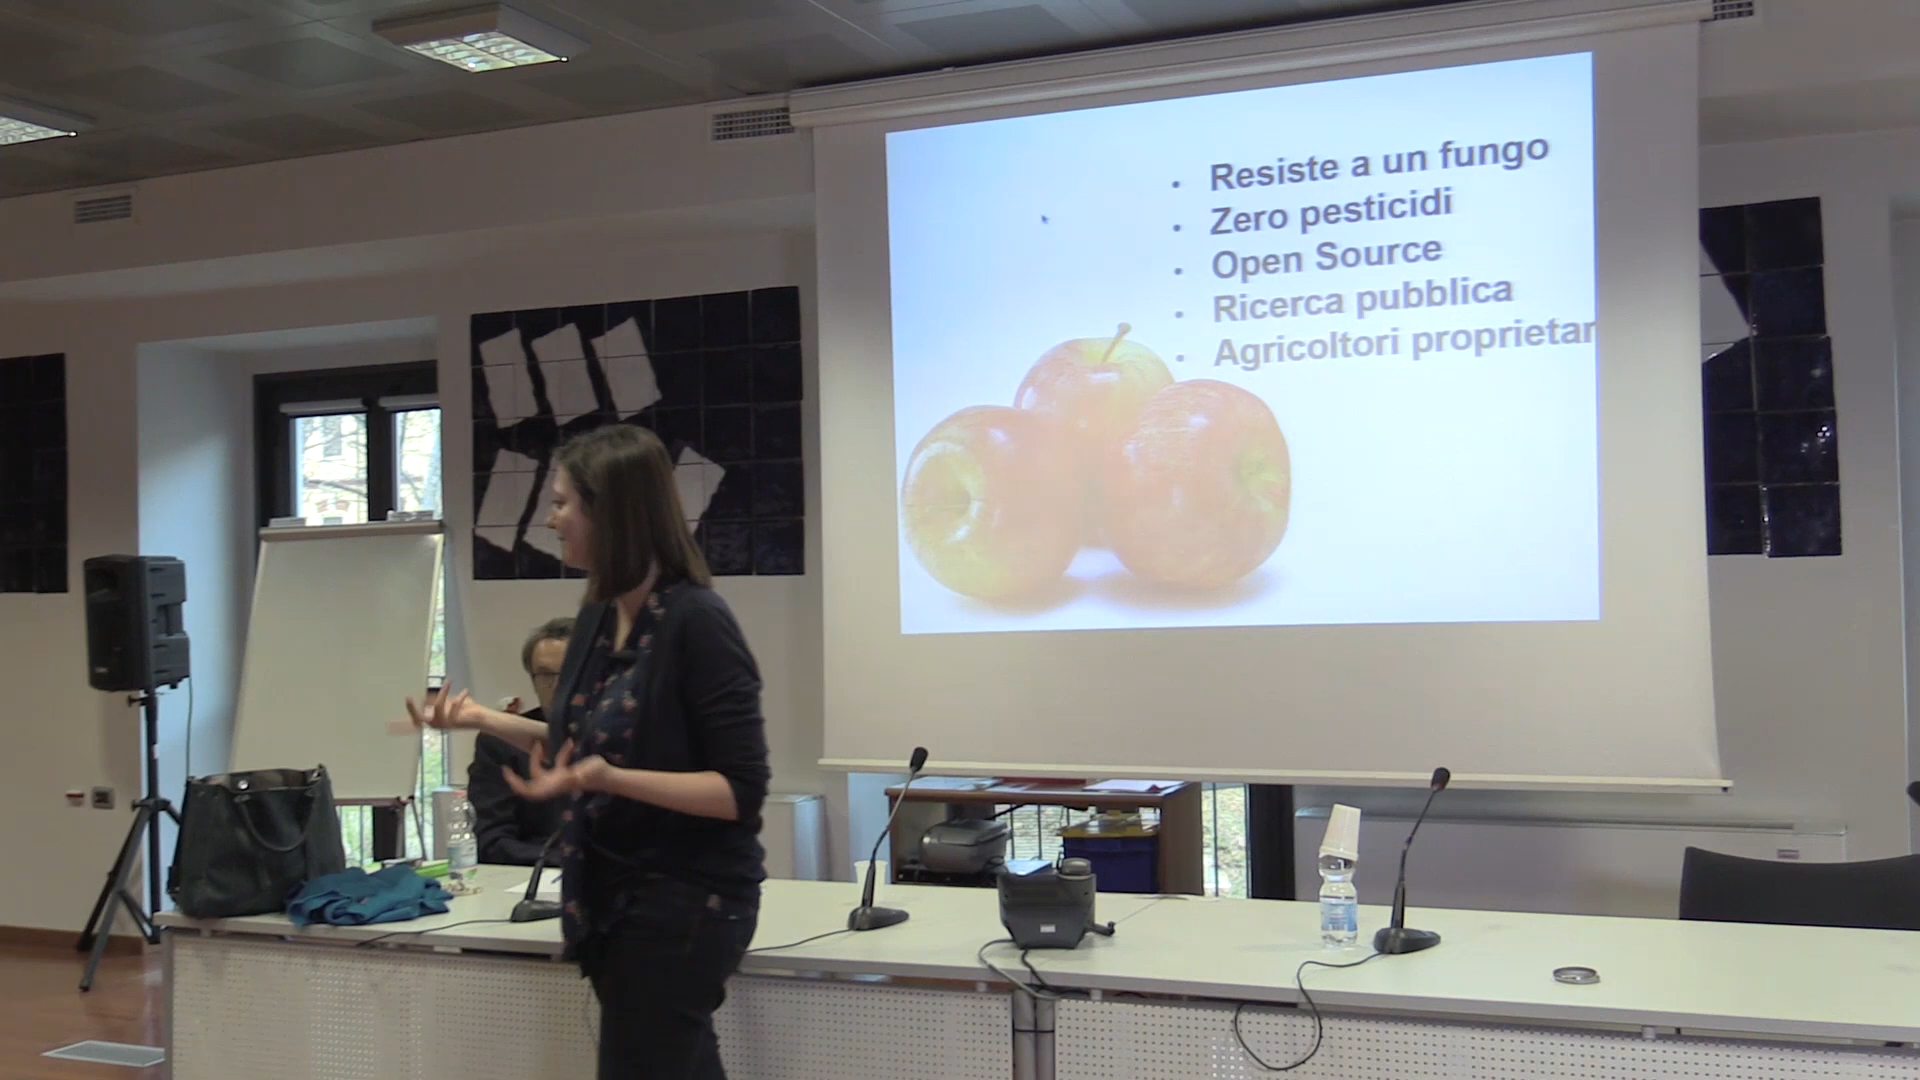 • Resiste a un fungo
• Zero pesticidi
• Open Source
• Ricerca pubblica
• Agricoltori proprietar